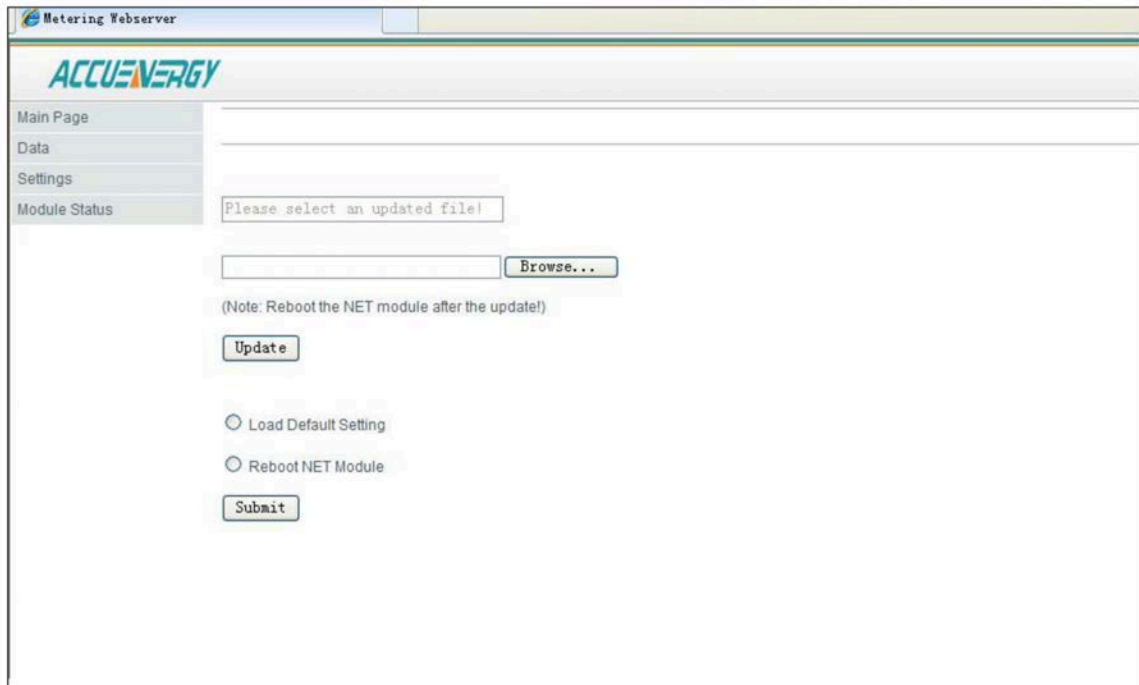 Metering Webserver
ACCUENERGY
Main Page
Data
Settings
Module Status
Please select an updated file!
Browse...
(Note: Reboot the NET module after the update!)
Update
Load Default Setting
Reboot NET Module
Submit